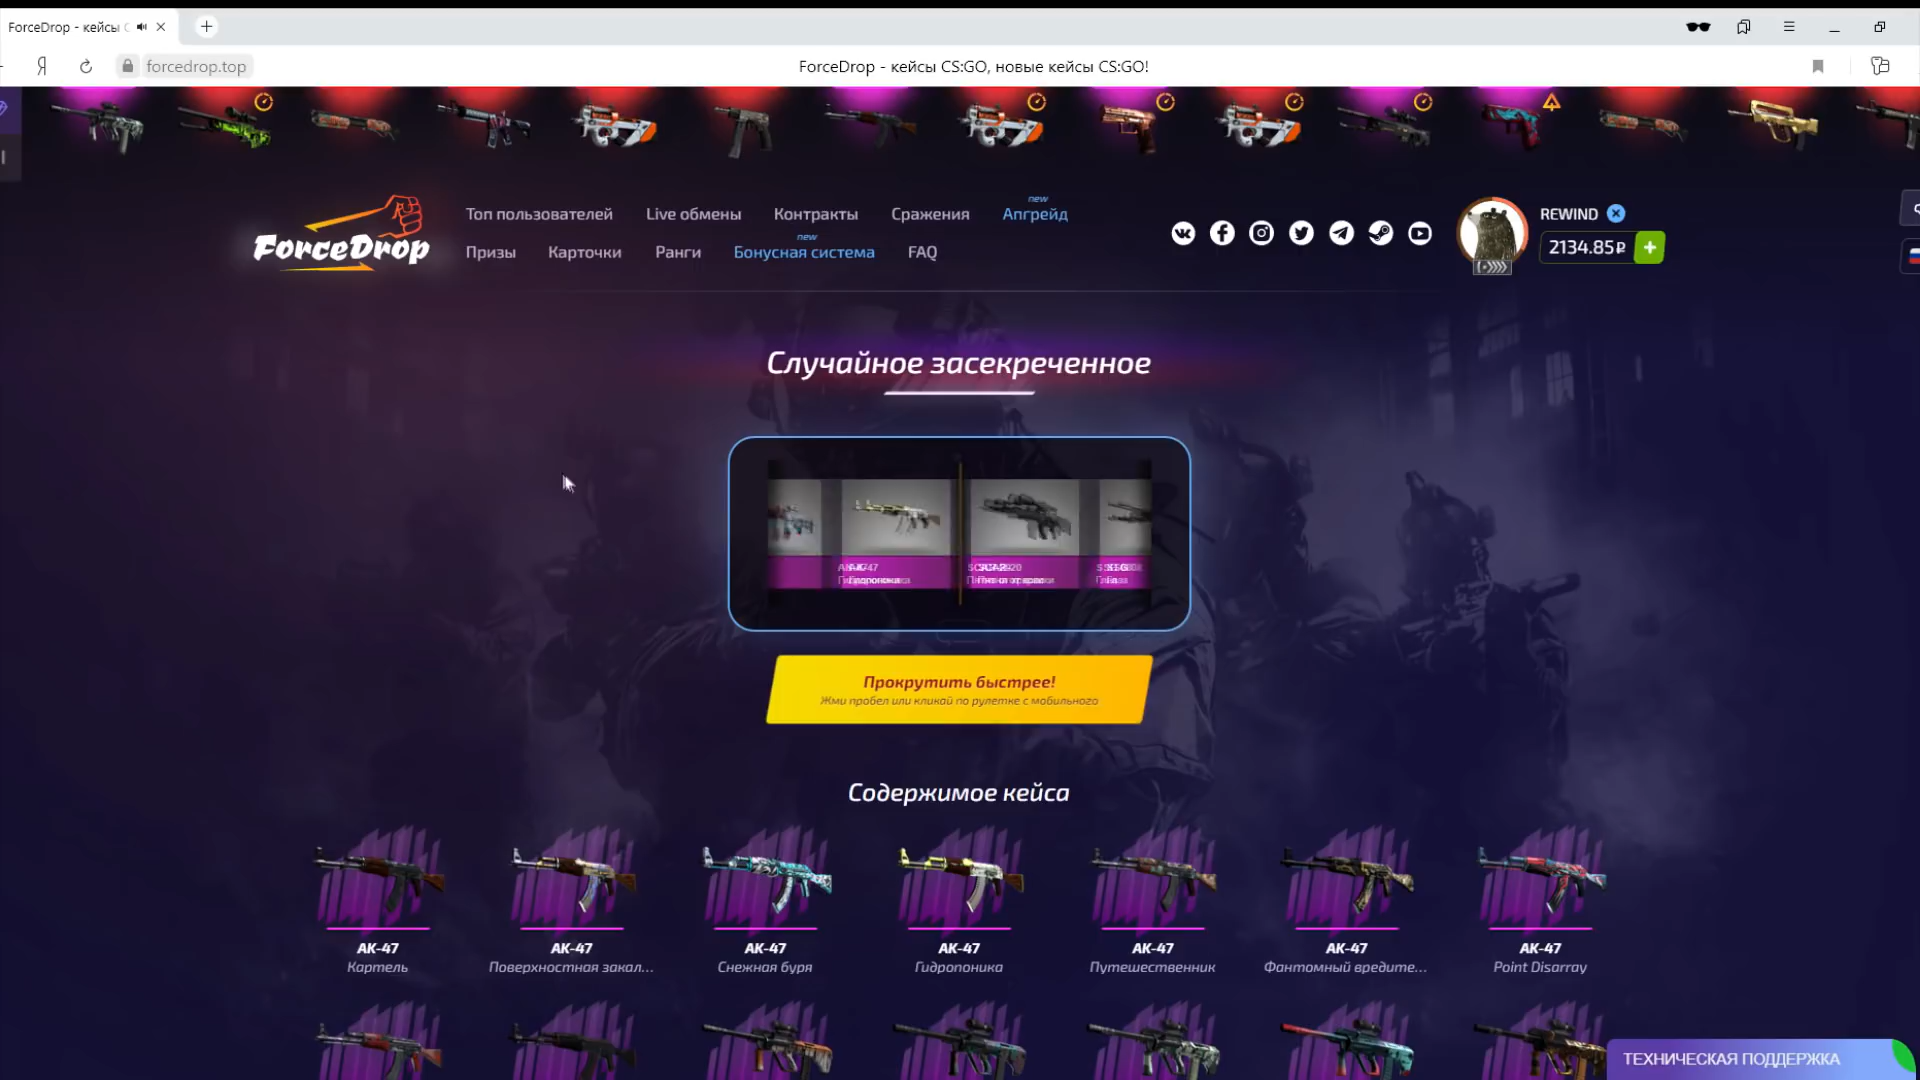 ForceDrop - кейсы C
forcedrop.top
ForceDrop - кейсы CS:GO, новые кейсы CS:GO!
ForceDrop
Топ пользователей
Live обмены
Контракты
Сражения
new
Апгрейд
Призы
Карточки
Ранги
new
Бонусная система
FAQ
REWIND
2134.85₽
Случайное засекреченное
Прокрутить быстрее!
Жми пробел или кликай по рулетке с мобильного
Содержимое кейса
AK-47
Картель
AK-47
Поверхностная закал...
AK-47
Снежная буря
AK-47
Гидропоника
AK-47
Путешественник
AK-47
Фантомный вредите...
AK-47
Point Disarray
ТЕХНИЧЕСКАЯ ПОДДЕРЖКА